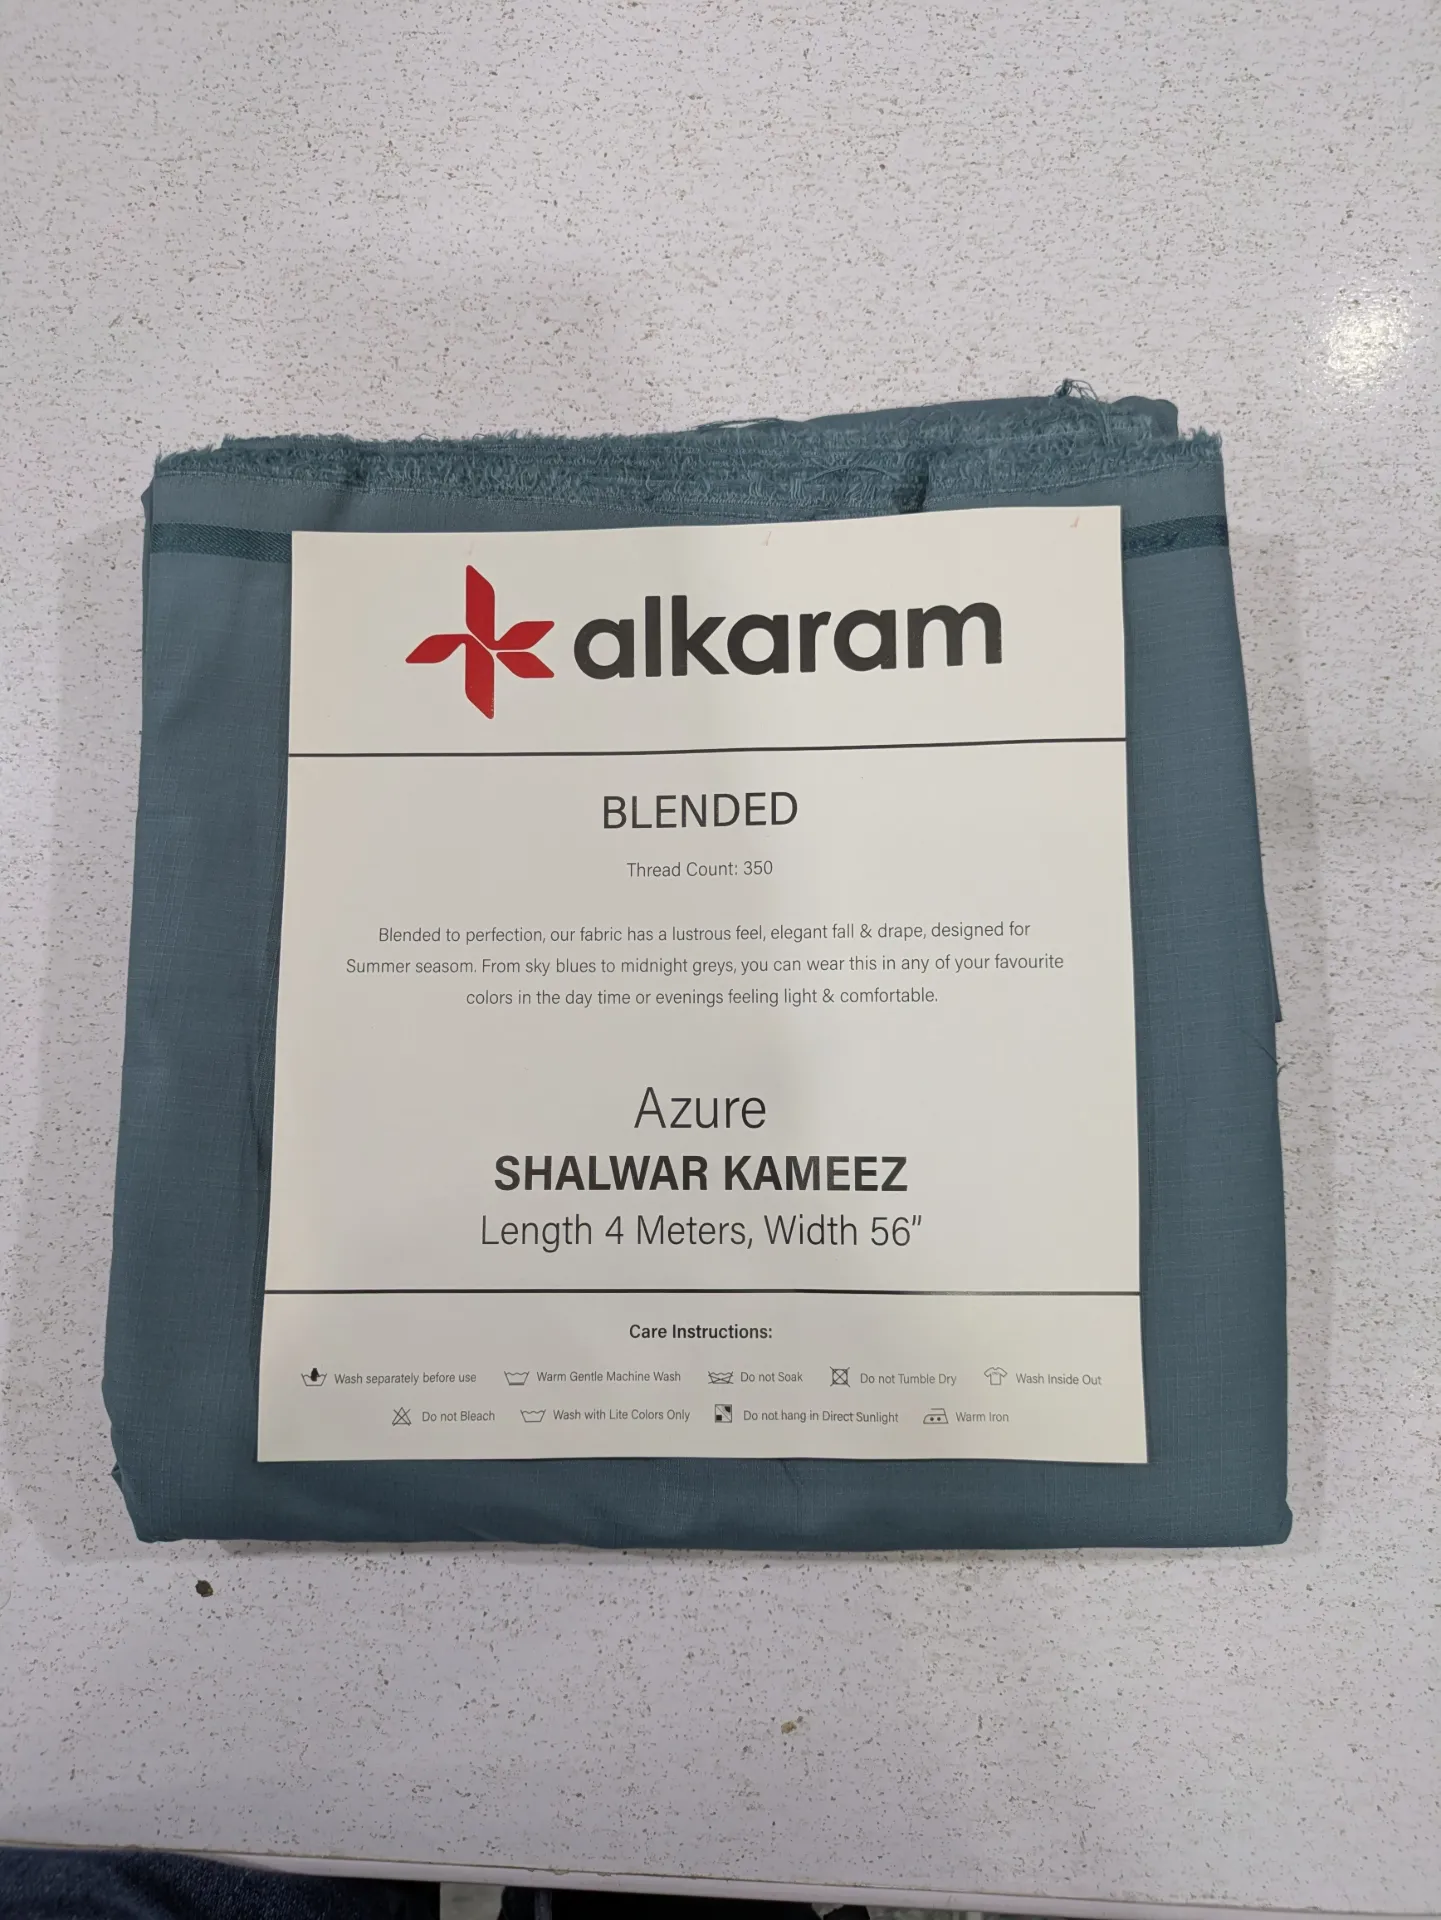 alkaram
BLENDED
Thread Count: 350
Blended to perfection, our fabric has a lustrous feel, elegant fall & drape, designed for
Summer seasom. From sky blues to midnight greys, you can wear this in any of your favourite
colors in the day time or evenings feeling light & comfortable.
Azure
SHALWAR KAMEEZ
Length 4 Meters, Width 56”
Care Instructions:
Wash separately before use Warm Gentle Machine Wash Do not Soak Do not Tumble Dry Wash Inside Out
Do not Bleach Wash with Lite Colors Only Do not hang in Direct Sunlight Warm Iron